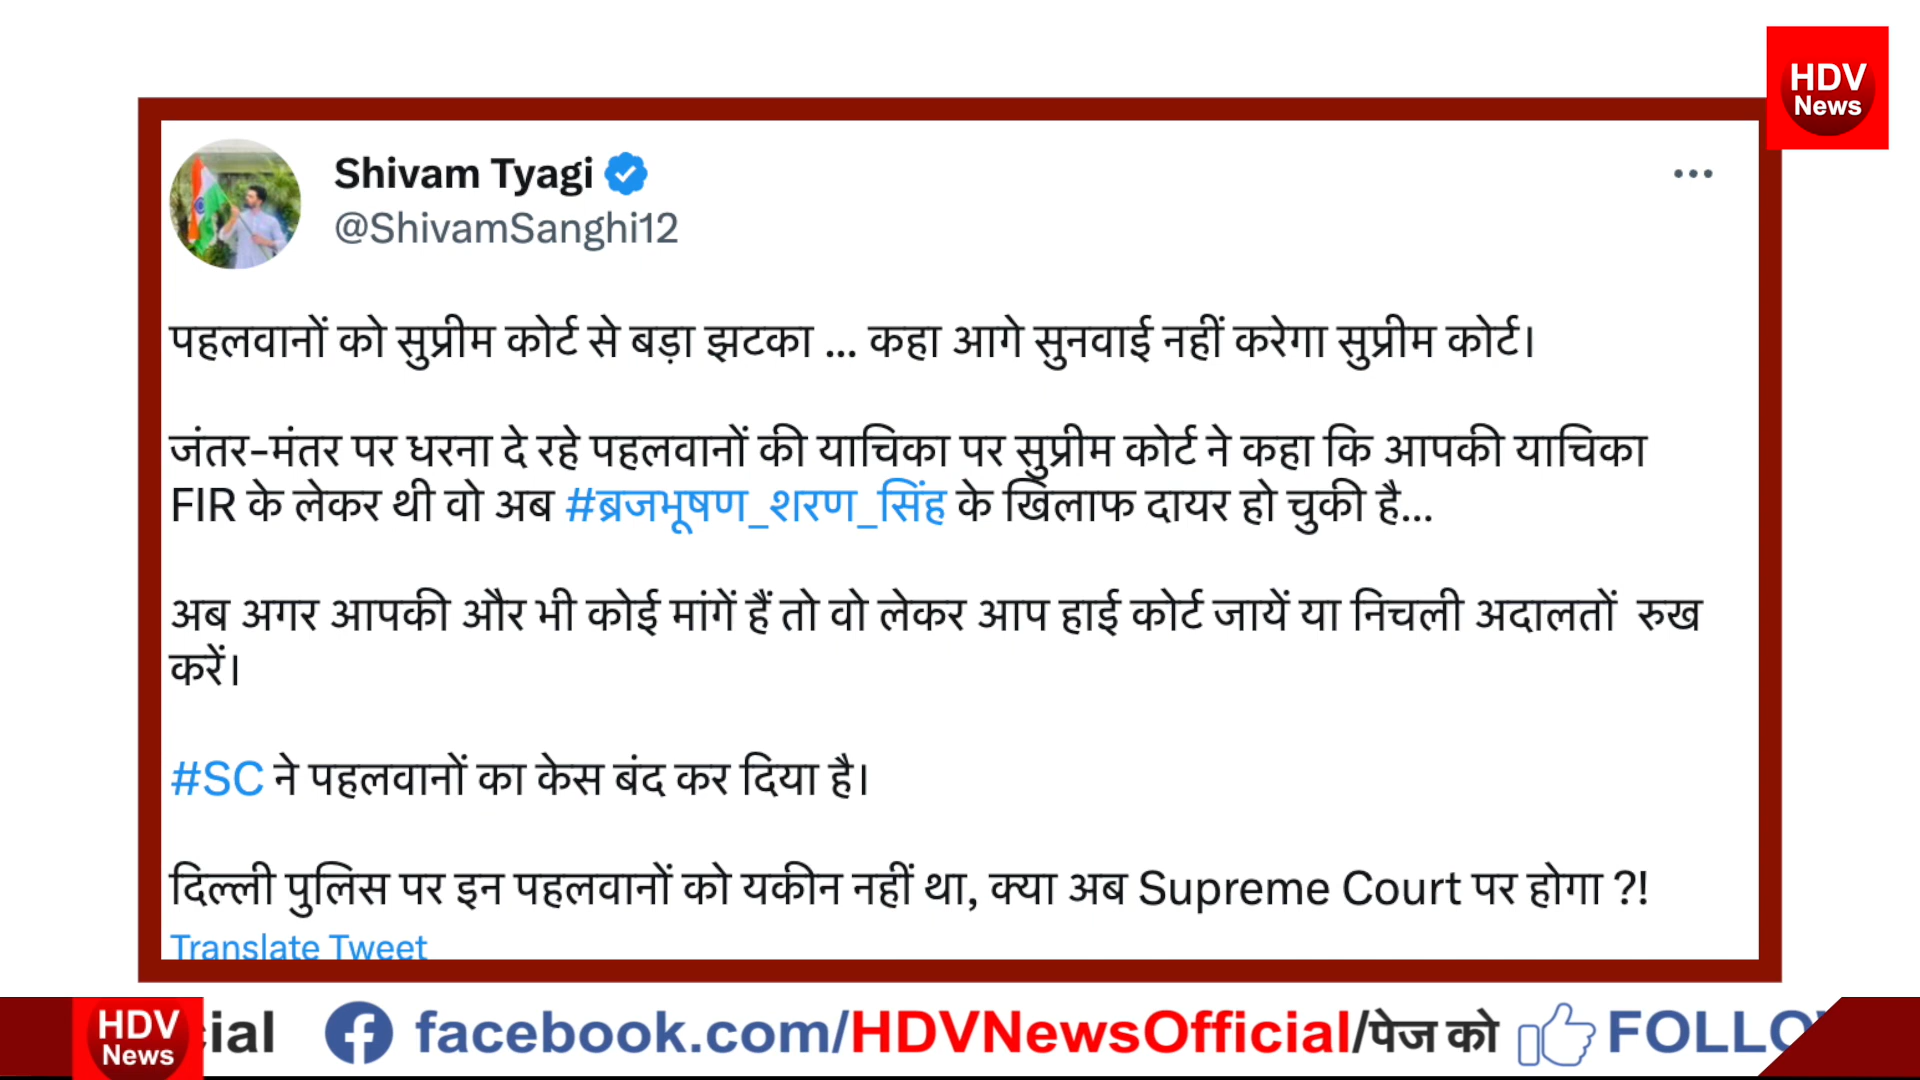 HDV
News
Shivam Tyagi
@ShivamSanghi12
पहलवानों को सुप्रीम कोर्ट से बड़ा झटका ... कहा आगे सुनवाई नहीं करेगा सुप्रीम कोर्ट।
जंतर-मंतर पर धरना दे रहे पहलवानों की याचिका पर सुप्रीम कोर्ट ने कहा कि आपकी याचिका
FIR के लेकर थी वो अब #ब्रजभूषण_शरण_सिंह के खिलाफ दायर हो चुकी है...
अब अगर आपकी और भी कोई मांगें हैं तो वो लेकर आप हाई कोर्ट जायें या निचली अदालतों रुख
करें।
#SC ने पहलवानों का केस बंद कर दिया है।
दिल्ली पुलिस पर इन पहलवानों को यकीन नहीं था, क्या अब Supreme Court पर होगा ?!
Translate Tweet
HDV
News
cial facebook.com/HDVNewsOfficial/पेज को FOLLO